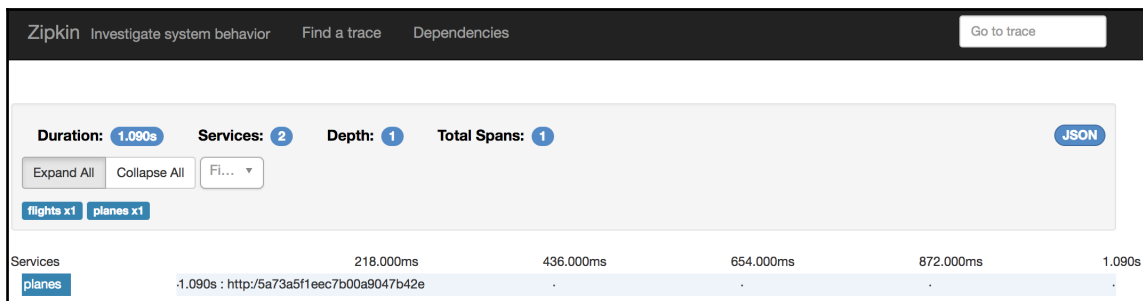 Zipkin Investigate system behavior Find a trace Dependencies Go to trace
Duration: 1.090s Services: 2 Depth: 1 Total Spans: 1 JSON
Expand All Collapse All Fi...
flights x1 planes x1
Services 218.000ms 436.000ms 654.000ms 872.000ms 1.090s
planes ·1.090s : http:/5a73a5f1eec7b00a9047b42e · · · ·